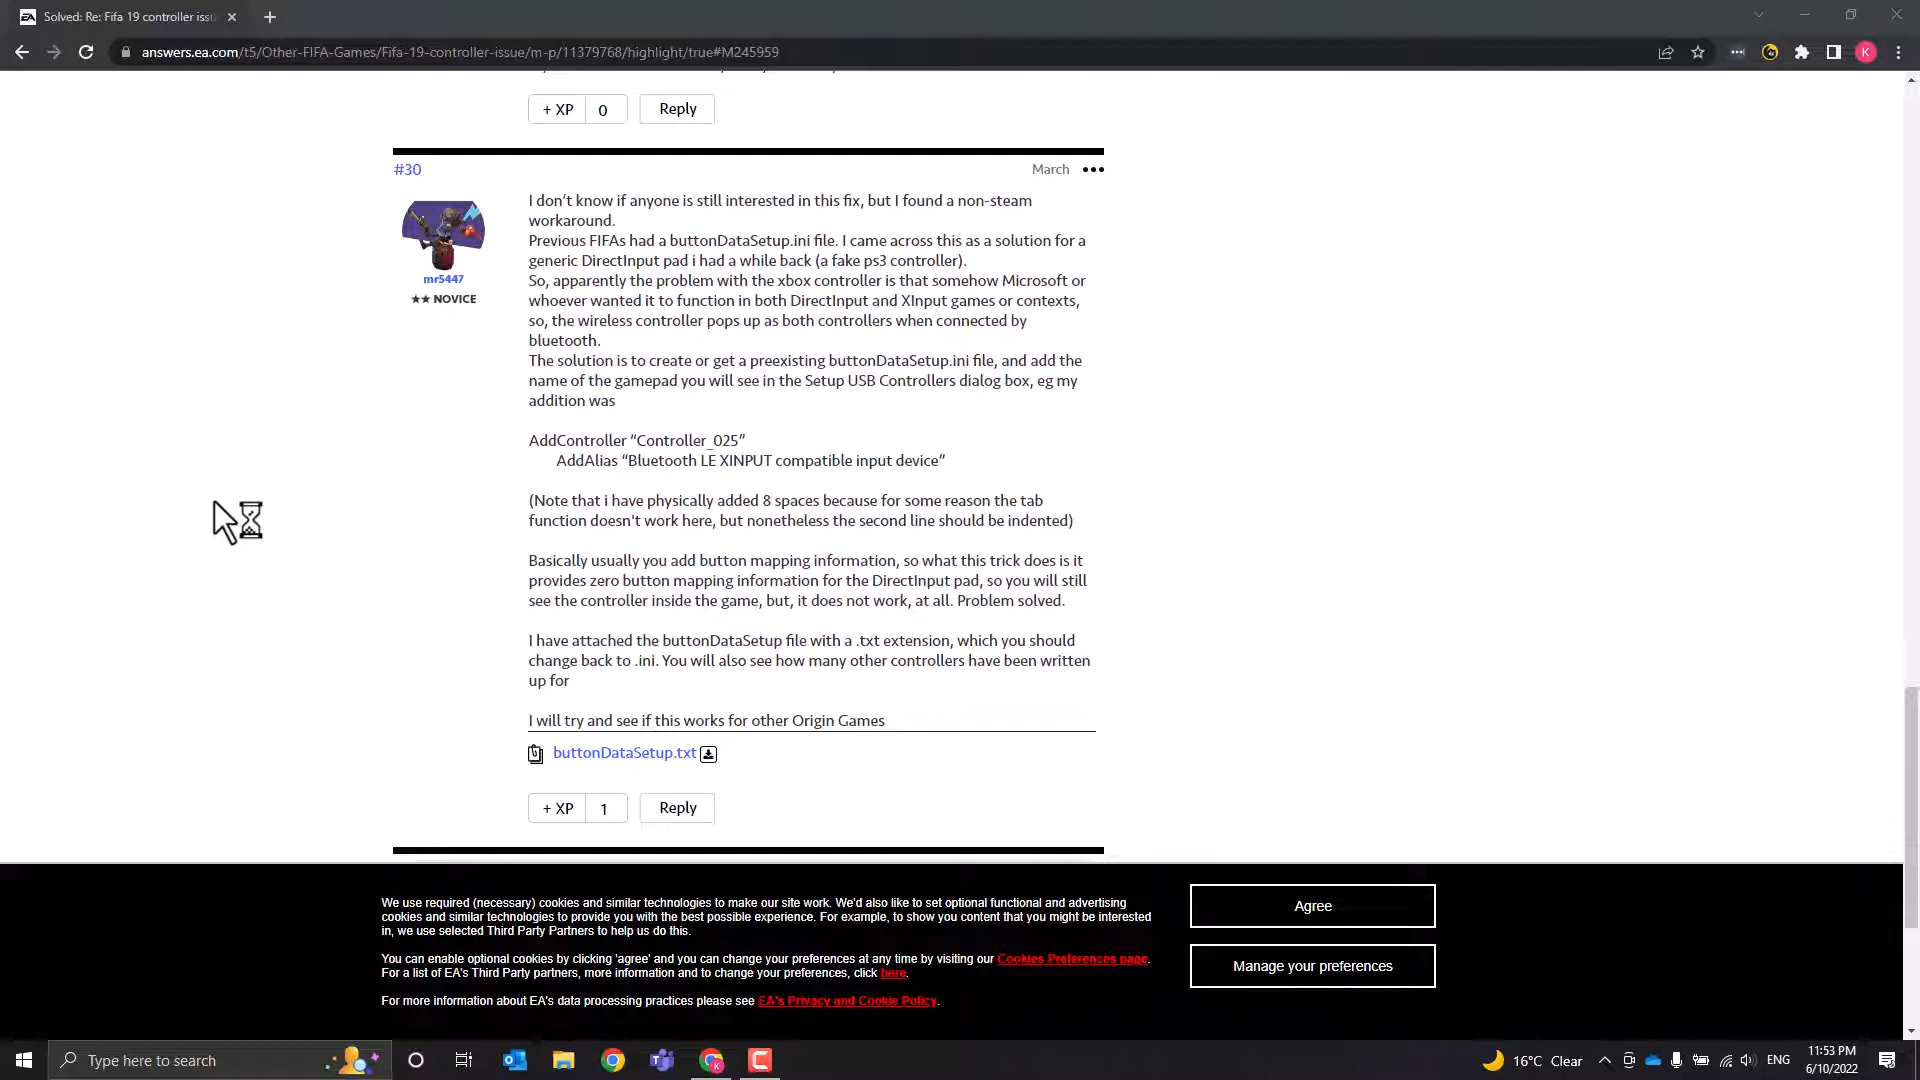 Solved: Re: Fifa 19 controller issu
answers.ea.com/t5/Other-FIFA-Games/Fifa-19-controller-issue/m-p/11379768/highlight/true#M245959
K
+ XP 0 Reply
#30
March
I don’t know if anyone is still interested in this fix, but I found a non-steam
workaround.
Previous FIFAs had a buttonDataSetup.ini file. I came across this as a solution for a
generic DirectInput pad i had a while back (a fake ps3 controller).
So, apparently the problem with the xbox controller is that somehow Microsoft or
whoever wanted it to function in both DirectInput and XInput games or contexts,
so, the wireless controller pops up as both controllers when connected by
bluetooth.
The solution is to create or get a preexisting buttonDataSetup.ini file, and add the
name of the gamepad you will see in the Setup USB Controllers dialog box, eg my
addition was
mr5447
★★ NOVICE
AddController “Controller_025”
AddAlias “Bluetooth LE XINPUT compatible input device”
(Note that i have physically added 8 spaces because for some reason the tab
function doesn't work here, but nonetheless the second line should be indented)
Basically usually you add button mapping information, so what this trick does is it
provides zero button mapping information for the DirectInput pad, so you will still
see the controller inside the game, but, it does not work, at all. Problem solved.
I have attached the buttonDataSetup file with a .txt extension, which you should
change back to .ini. You will also see how many other controllers have been written
up for
I will try and see if this works for other Origin Games
buttonDataSetup.txt
+ XP 1 Reply
We use required (necessary) cookies and similar technologies to make our site work. We'd also like to set optional functional and advertising
cookies and similar technologies to provide you with the best possible experience. For example, to show you content that you might be interested
in, we use selected Third Party Partners to help us do this.
You can enable optional cookies by clicking 'agree' and you can change your preferences at any time by visiting our Cookies Preferences page.
For a list of EA's Third Party partners, more information and to change your preferences, click here.
For more information about EA's data processing practices please see EA's Privacy and Cookie Policy.
Agree
Manage your preferences
Type here to search
16°C Clear
ENG
11:53 PM
6/10/2022